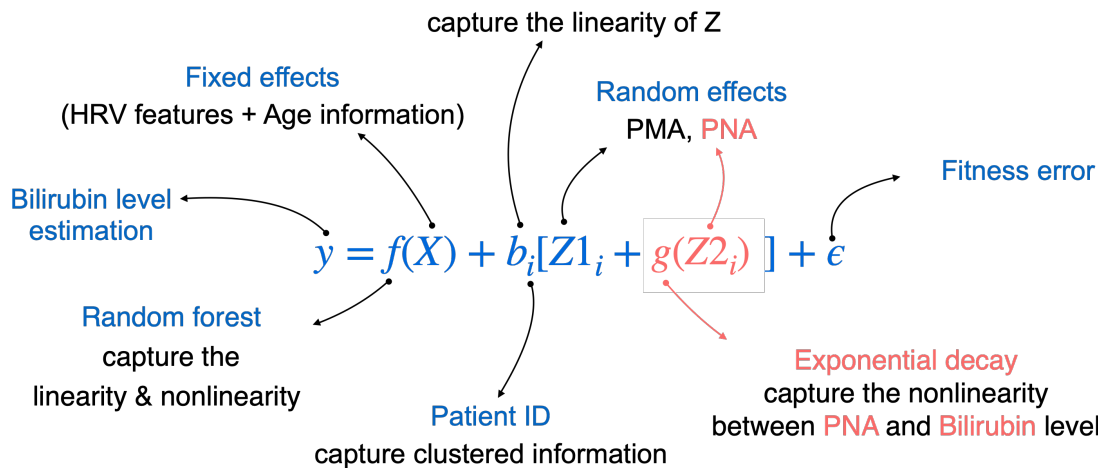 capture the linearity of Z
Fixed effects
(HRV features + Age information)
Random effects
PMA, PNA
Fitness error
Bilirubin level
estimation
y = f(X) + b_i[Z1_i + g(Z2_i) ] + ϵ
Random forest
capture the
linearity & nonlinearity
Patient ID
capture clustered information
Exponential decay
capture the nonlinearity
between PNA and Bilirubin level